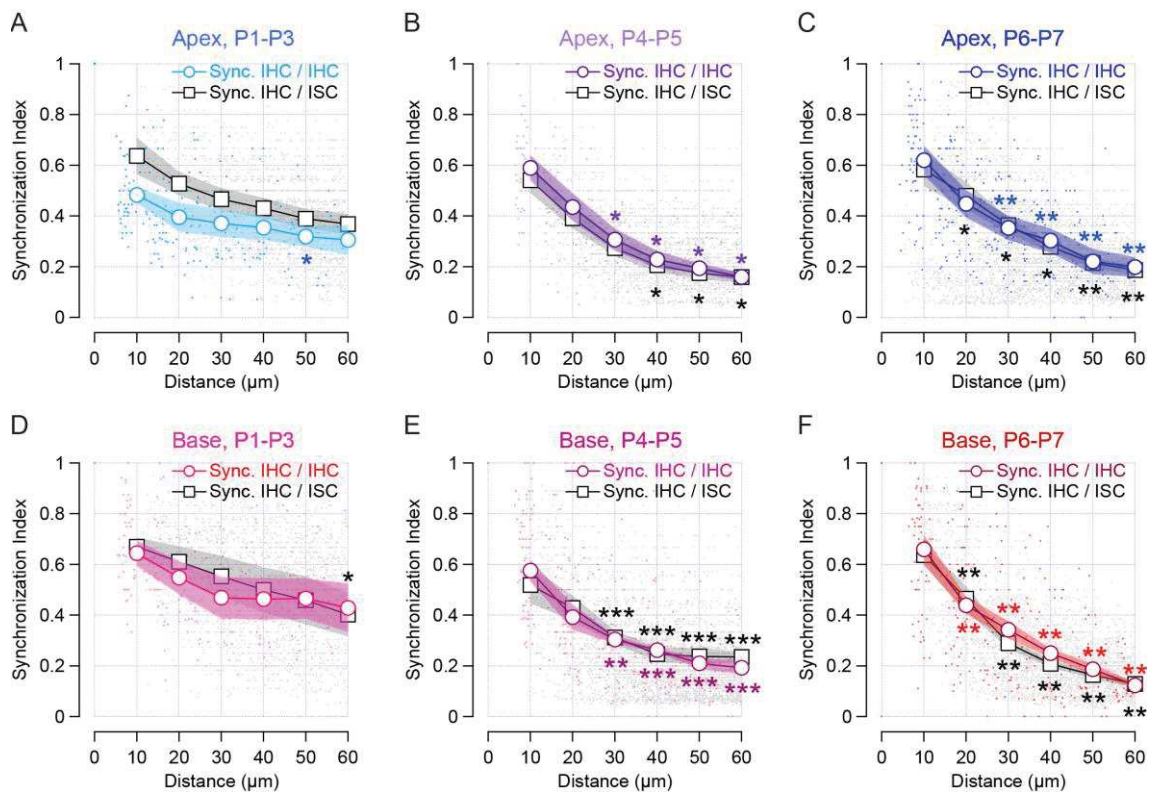 A
Apex, P1-P3
Sync. IHC / IHC
Sync. IHC / ISC
Synchronization Index
1
0.8
0.6
0.4
0.2
0
*
0 10 20 30 40 50 60
Distance (µm)
B
Apex, P4-P5
Sync. IHC / IHC
Sync. IHC / ISC
Synchronization Index
1
0.8
0.6
0.4
0.2
0
* * * *
* * *
0 10 20 30 40 50 60
Distance (µm)
C
Apex, P6-P7
Sync. IHC / IHC
Sync. IHC / ISC
Synchronization Index
1
0.8
0.6
0.4
0.2
0
** ** ** **
* * * ** **
0 10 20 30 40 50 60
Distance (µm)
D
Base, P1-P3
Sync. IHC / IHC
Sync. IHC / ISC
Synchronization Index
1
0.8
0.6
0.4
0.2
0
*
0 10 20 30 40 50 60
Distance (µm)
E
Base, P4-P5
Sync. IHC / IHC
Sync. IHC / ISC
Synchronization Index
1
0.8
0.6
0.4
0.2
0
*** *** *** ***
** *** *** ***
0 10 20 30 40 50 60
Distance (µm)
F
Base, P6-P7
Sync. IHC / IHC
Sync. IHC / ISC
Synchronization Index
1
0.8
0.6
0.4
0.2
0
** ** ** ** **
** ** ** ** **
0 10 20 30 40 50 60
Distance (µm)